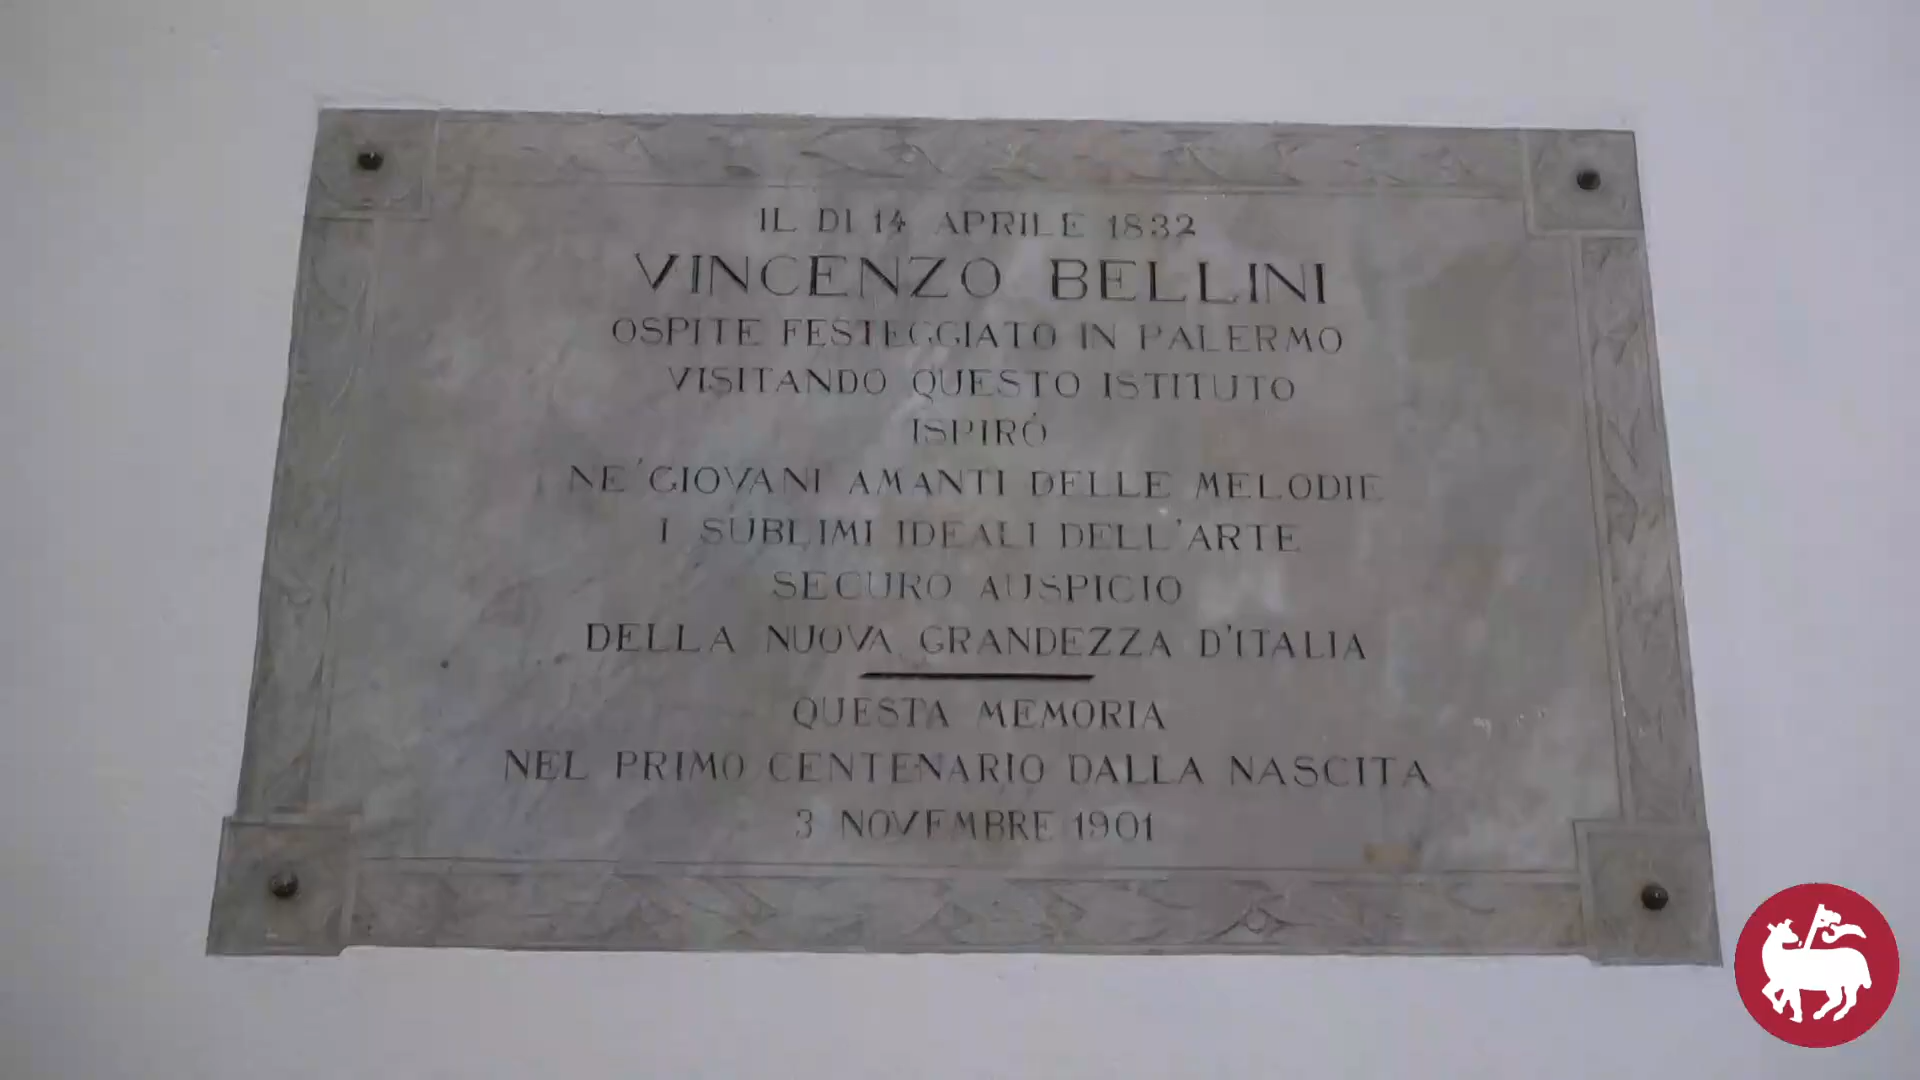 IL DI 14 APRILE 1832
VINCENZO BELLINI
OSPITE FESTEGGIATO IN PALERMO
VISITANDO QUESTO ISTITUTO
ISPIRÒ
NE' GIOVANI AMANTI DELLE MELODIE
I SUBLIMI IDEALI DELL'ARTE
SECURO AUSPICIO
DELLA NUOVA GRANDEZZA D'ITALIA
QUESTA MEMORIA
NEL PRIMO CENTENARIO DALLA NASCITA
3 NOVEMBRE 1901